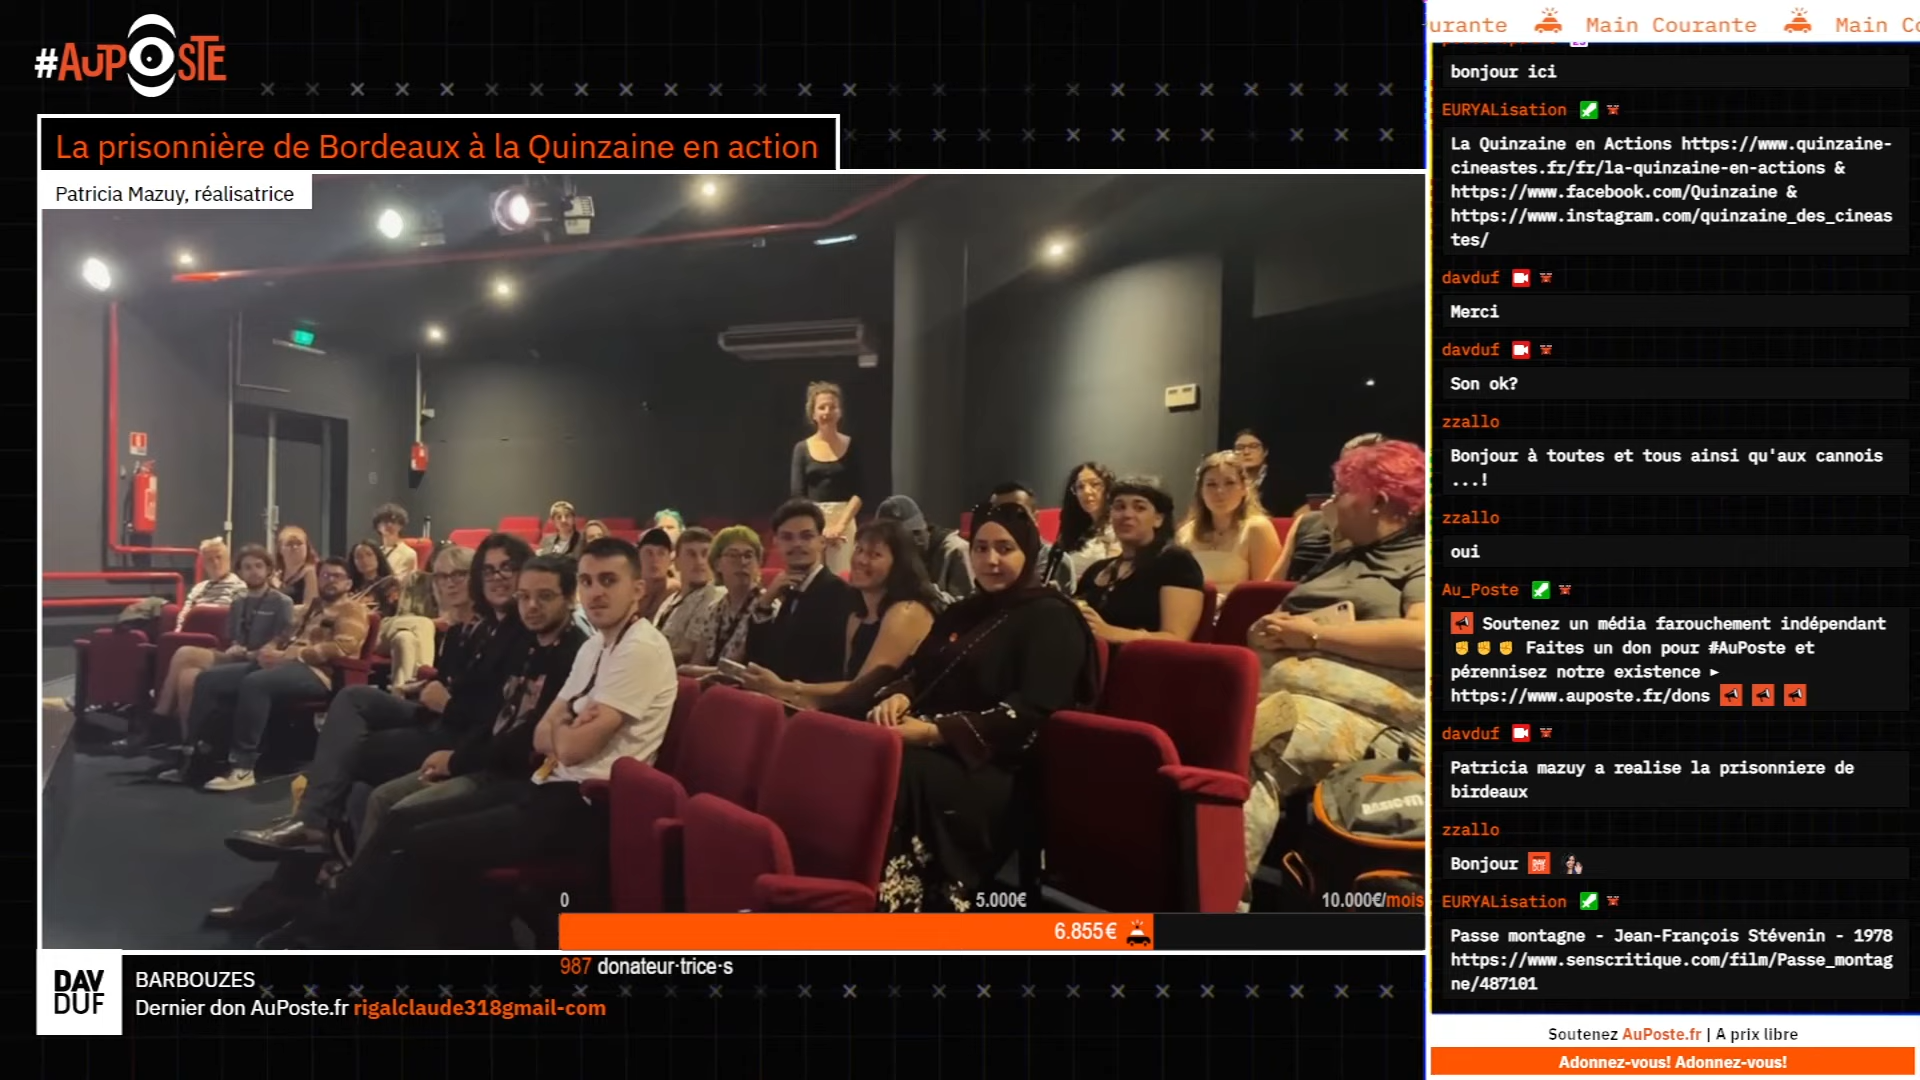 #AuPOSTE
La prisonnière de Bordeaux à la Quinzaine en action
Patricia Mazuy, réalisatrice
BASIC-FIT
0
5.000€
10.000€/mois
6.855€
987 donateur·trice·s
DAV
DUF
BARBOUZES
Dernier don AuPoste.fr rigalclaude318gmail-com
urante Main Courante Main Co
bonjour ici
EURYALisation
La Quinzaine en Actions https://www.quinzaine-
cineastes.fr/fr/la-quinzaine-en-actions &
https://www.facebook.com/Quinzaine &
https://www.instagram.com/quinzaine_des_cineas
tes/
davduf
Merci
davduf
Son ok?
zzallo
Bonjour à toutes et tous ainsi qu'aux cannois
...!
zzallo
oui
Au_Poste
Soutenez un média farouchement indépendant
✊✊✊ Faites un don pour #AuPoste et
pérennisez notre existence ►
https://www.auposte.fr/dons
davduf
Patricia mazuy a realise la prisonniere de
birdeaux
zzallo
Bonjour
EURYALisation
Passe montagne - Jean-François Stévenin - 1978
https://www.senscritique.com/film/Passe_montag
ne/487101
Soutenez AuPoste.fr | A prix libre
Adonnez-vous! Adonnez-vous!